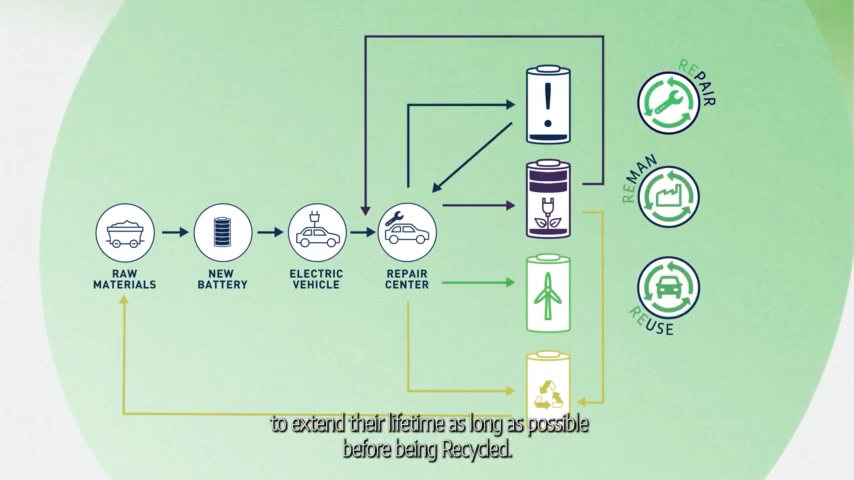 REPAIR
REMAN
RAW
MATERIALS
NEW
BATTERY
ELECTRIC
VEHICLE
REPAIR
CENTER
REUSE
to extend their lifetime as long as possible
before being Recycled.